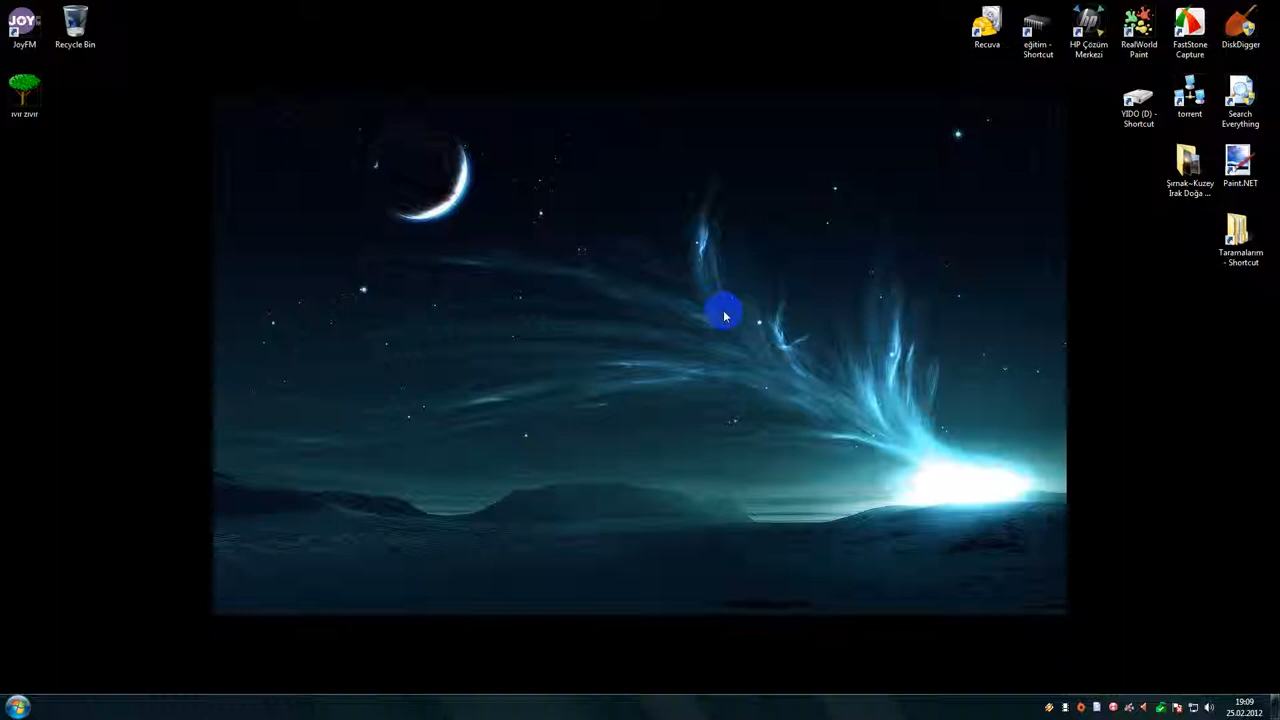 JOY
JoyFM
Recycle Bin
ıvır zıvır
Recuva
eğitim -
Shortcut
hp
HP Çözüm
Merkezi
RealWorld
Paint
FastStone
Capture
DiskDigger
YIDO (D) -
Shortcut
torrent
Search
Everything
Şırnak~Kuzey
Irak Doğa ...
Paint.NET
Taramalarım
- Shortcut
19:09
25.02.2012